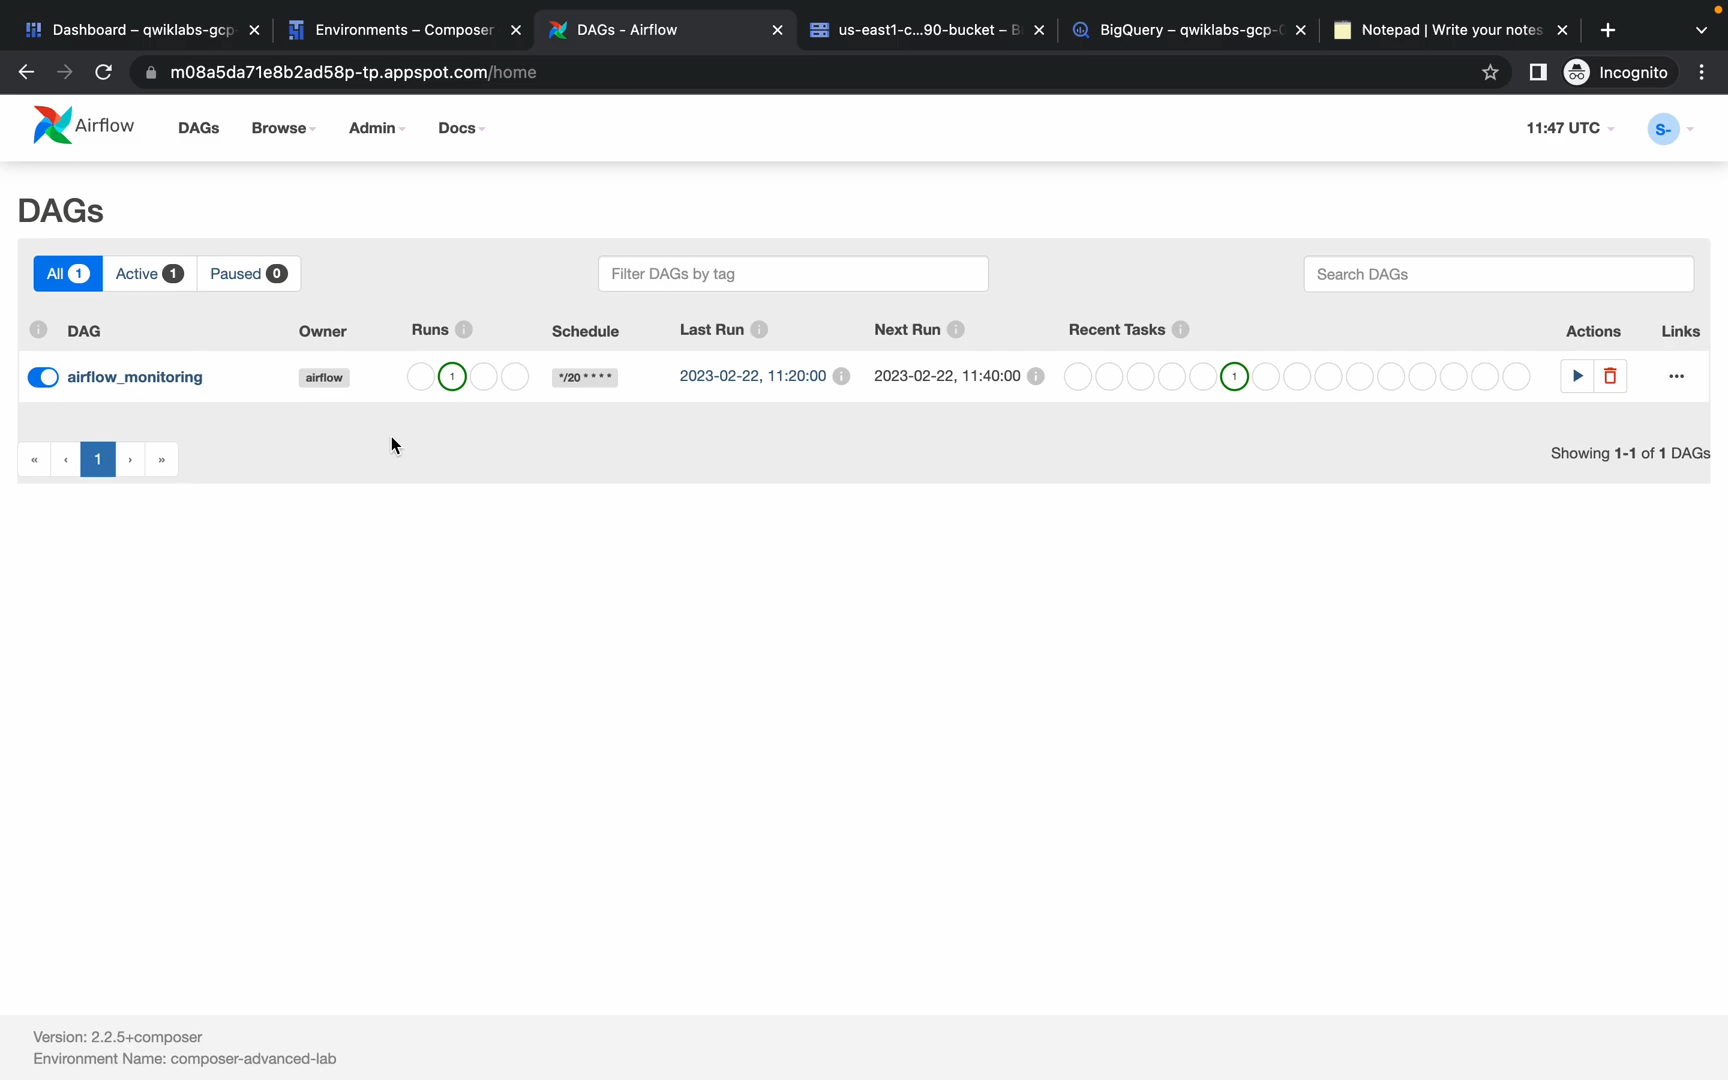 Dashboard – qwiklabs-gcp-
Environments – Composer
DAGs - Airflow
us-east1-c...90-bucket – B
BigQuery – qwiklabs-gcp-0
Notepad | Write your notes
m08a5da71e8b2ad58p-tp.appspot.com/home
Incognito
Airflow
DAGs
Browse
Admin
Docs
11:47 UTC
S-
DAGs
All 1
Active 1
Paused 0
Filter DAGs by tag
Search DAGs
DAG
Owner
Runs
Schedule
Last Run
Next Run
Recent Tasks
Actions
Links
airflow_monitoring
airflow
1
*/20 * * * *
2023-02-22, 11:20:00
2023-02-22, 11:40:00
1
« ‹ 1 › »
Showing 1-1 of 1 DAGs
Version: 2.2.5+composer
Environment Name: composer-advanced-lab